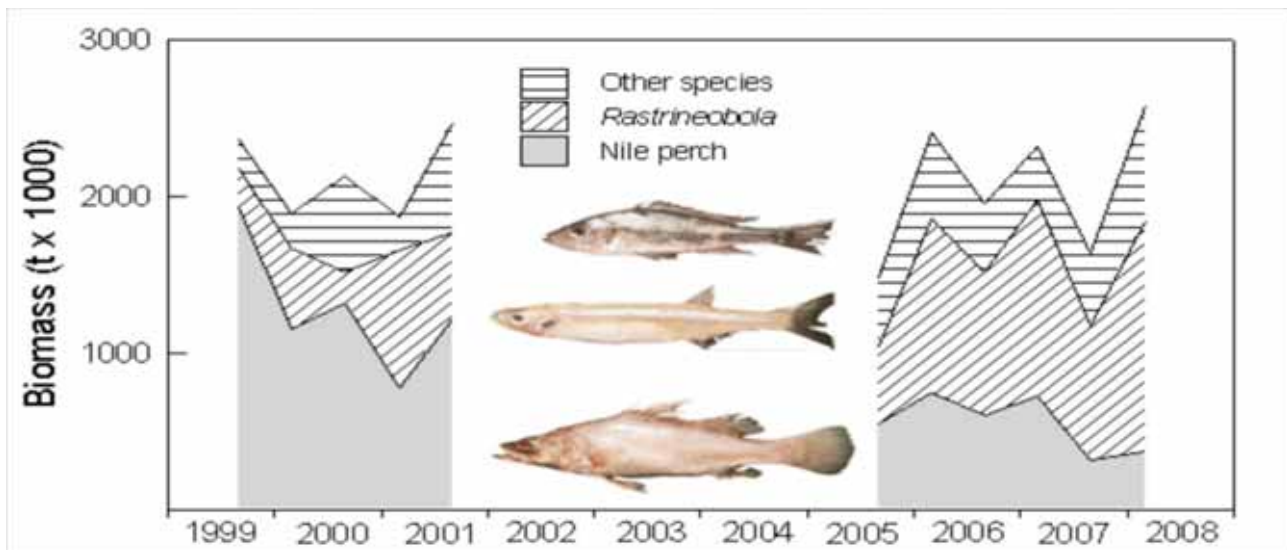 3000
Other species
Rastrineobola
Nile perch
2000
1000
Biomass (t x 1000)
1999 2000 2001 2002 2003 2004 2005 2006 2007 2008